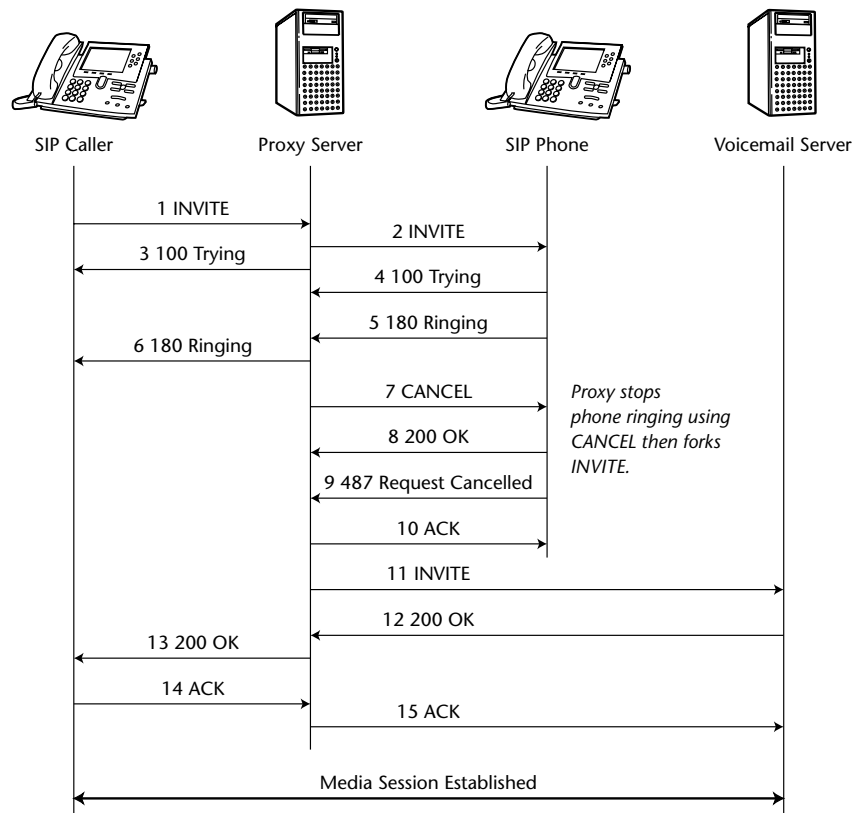 SIP Caller
Proxy Server
SIP Phone
Voicemail Server
1 INVITE
2 INVITE
3 100 Trying
4 100 Trying
5 180 Ringing
6 180 Ringing
7 CANCEL
Proxy stops
phone ringing using
CANCEL then forks
INVITE.
8 200 OK
9 487 Request Cancelled
10 ACK
11 INVITE
12 200 OK
13 200 OK
14 ACK
15 ACK
Media Session Established